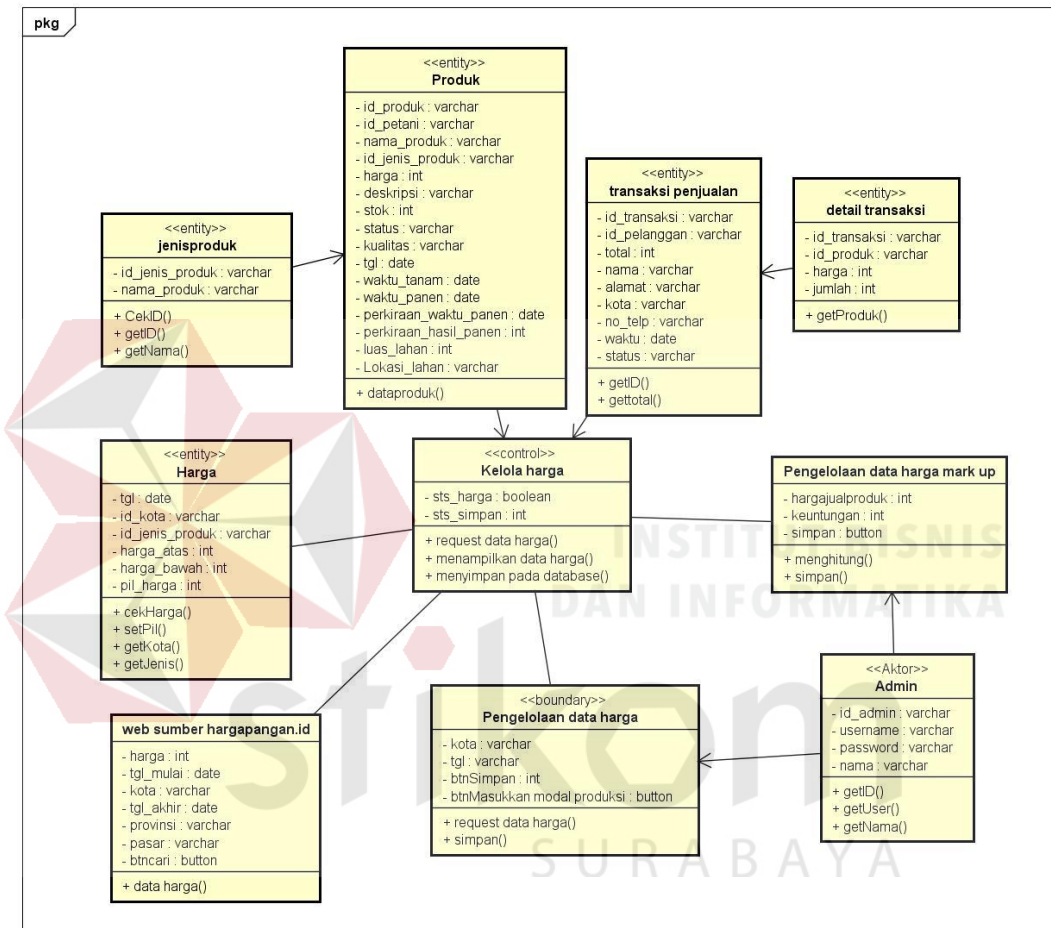 pkg
<<entity>>
Produk
- id_produk : varchar
- id_petani : varchar
- nama_produk : varchar
- id_jenis_produk : varchar
- harga : int
- deskripsi : varchar
- stok : int
- status : varchar
- kualitas : varchar
- tgl : date
- waktu_tanam : date
- waktu_panen : date
- perkiraan_waktu_panen : date
- perkiraan_hasil_panen : int
- luas_lahan : int
- Lokasi_lahan : varchar
+ dataproduk()
<<entity>>
transaksi penjualan
- id_transaksi : varchar
- id_pelanggan : varchar
- total : int
- nama : varchar
- alamat : varchar
- kota : varchar
- no_telp : varchar
- waktu : date
- status : varchar
+ getID()
+ gettotal()
<<entity>>
detail transaksi
- id_transaksi : varchar
- id_produk : varchar
- harga : int
- jumlah : int
+ getProduk()
<<entity>>
jenisproduk
- id_jenis_produk : varchar
- nama_produk : varchar
+ CekID()
+ getID()
+ getNama()
<<entity>>
Harga
- tgl : date
- id_kota : varchar
- id_jenis_produk : varchar
- harga_atas : int
- harga_bawah : int
- pil_harga : int
+ cekHarga()
+ setPil()
+ getKota()
+ getJenis()
<<control>>
Kelola harga
- sts_harga : boolean
- sts_simpan : int
+ request data harga()
+ menampilkan data harga()
+ menyimpan pada database()
Pengelolaan data harga mark up
- hargajualproduk : int
- keuntungan : int
- simpan : button
+ menghitung()
+ simpan()
INSTITUT BISNIS
DAN INFORMATIKA
<<Aktor>>
Admin
- id_admin : varchar
- username : varchar
- password : varchar
- nama : varchar
+ getID()
+ getUser()
+ getNama()
<<boundary>>
Pengelolaan data harga
- kota : varchar
- tgl : varchar
- btnSimpan : int
- btnMasukkan modal produksi : button
+ request data harga()
+ simpan()
web sumber hargapangan.id
- harga : int
- tgl_mulai : date
- kota : varchar
- tgl_akhir : date
- provinsi : varchar
- pasar : varchar
- btncari : button
+ data harga()
stikom
SURABAYA